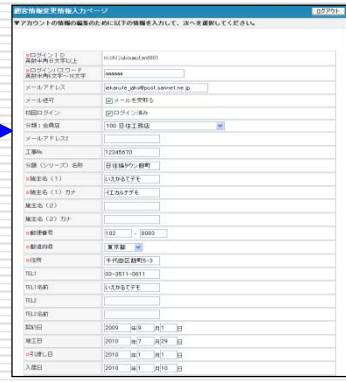 顧客情報変更情報入力ページ
ログアウト
▼アカウントの情報の編集のために以下の情報を入力して、次へを選択してください。
※ログインID
英数半角6文字以上
※ログインパスワード
英数半角6文字～16文字
******
メールアドレス
メール送付
メールを受取る
初回ログイン
ログイン済み
分類1 会員店
100 日住工務店
メールアドレス2
工事No
12345670
分譲（シリーズ）名称
日住様タウン麹町
※施主名（1）
いえかるてデモ
※施主名（1）カナ
イエカルテデモ
施主名（2）
施主名（2）カナ
※郵便番号
102 - 0083
※都道府県
東京都
※住所
千代田区麹町5-3
TEL1
03-3511-0611
TEL1名前
いえかるてデモ
TEL2
TEL2名前
契約日
2009 年 9 月 1 日
竣工日
2010 年 7 月 29 日
※引渡し日
2010 年 1 月 1 日
入居日
2010 年 1 月 10 日